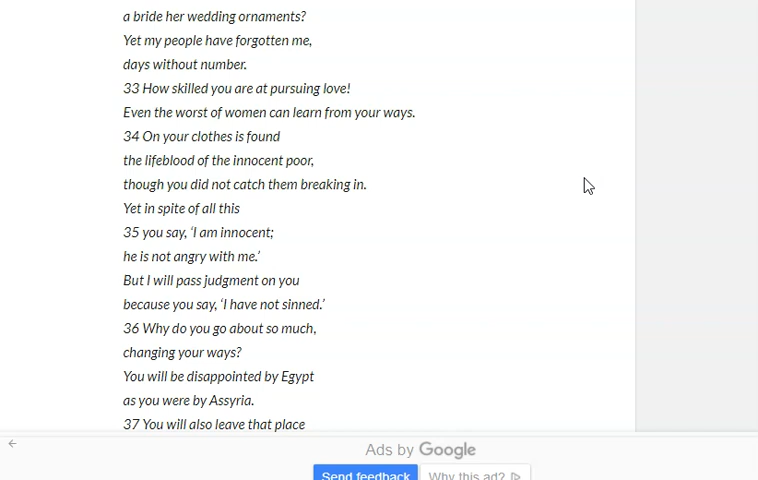 a bride her wedding ornaments?
Yet my people have forgotten me,
days without number.
33 How skilled you are at pursuing love!
Even the worst of women can learn from your ways.
34 On your clothes is found
the lifeblood of the innocent poor,
though you did not catch them breaking in.
Yet in spite of all this
35 you say, ‘I am innocent;
he is not angry with me.’
But I will pass judgment on you
because you say, ‘I have not sinned.’
36 Why do you go about so much,
changing your ways?
You will be disappointed by Egypt
as you were by Assyria.
37 You will also leave that place
Ads by Google
Send feedback
Why this ad?